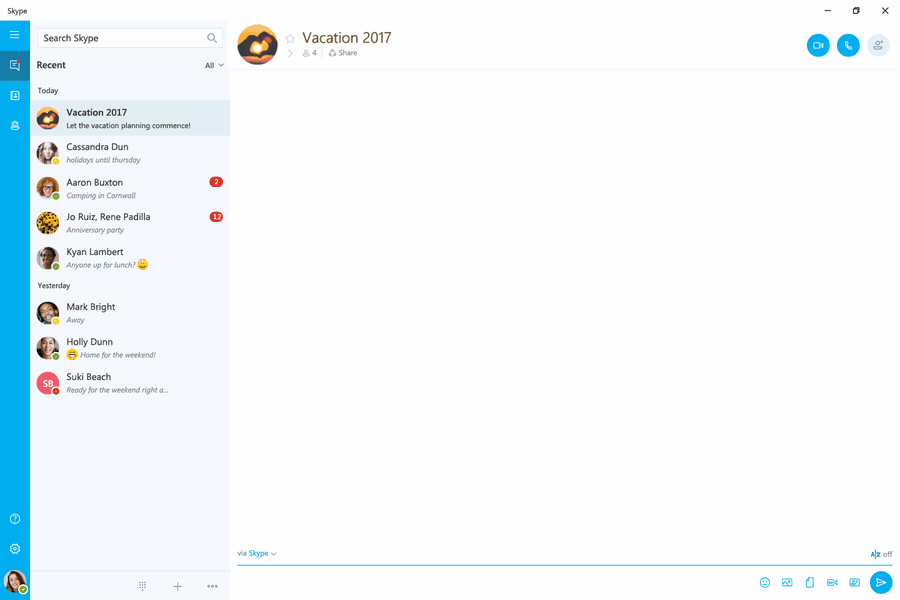 Skype
Search Skype
Recent
All
Today
Vacation 2017
Let the vacation planning commence!
Cassandra Dun
holidays until thursday
Aaron Buxton
2
Camping in Cornwall
Jo Ruiz, Rene Padilla
12
Anniversary party
Kyan Lambert
Anyone up for lunch?
Yesterday
Mark Bright
Away
Holly Dunn
Home for the weekend!
SB
Suki Beach
Ready for the weekend right a...
Vacation 2017
4
Share
via Skype
off